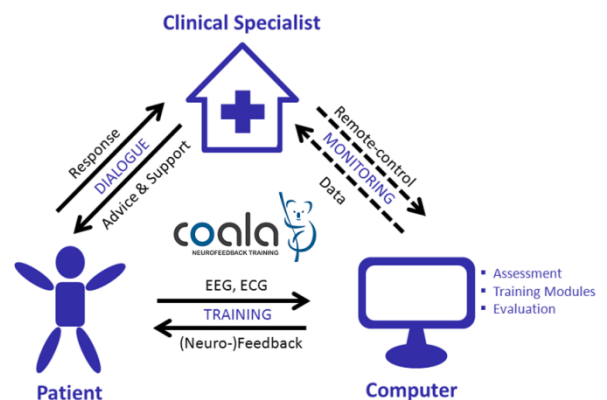 Clinical Specialist
Response
DIALOGUE
Advice & Support
Remote-control
MONITORING
Data
coala
NEUROFEEDBACK TRAINING
EEG, ECG
TRAINING
(Neuro-)Feedback
▪ Assessment
▪ Training Modules
▪ Evaluation
Patient
Computer